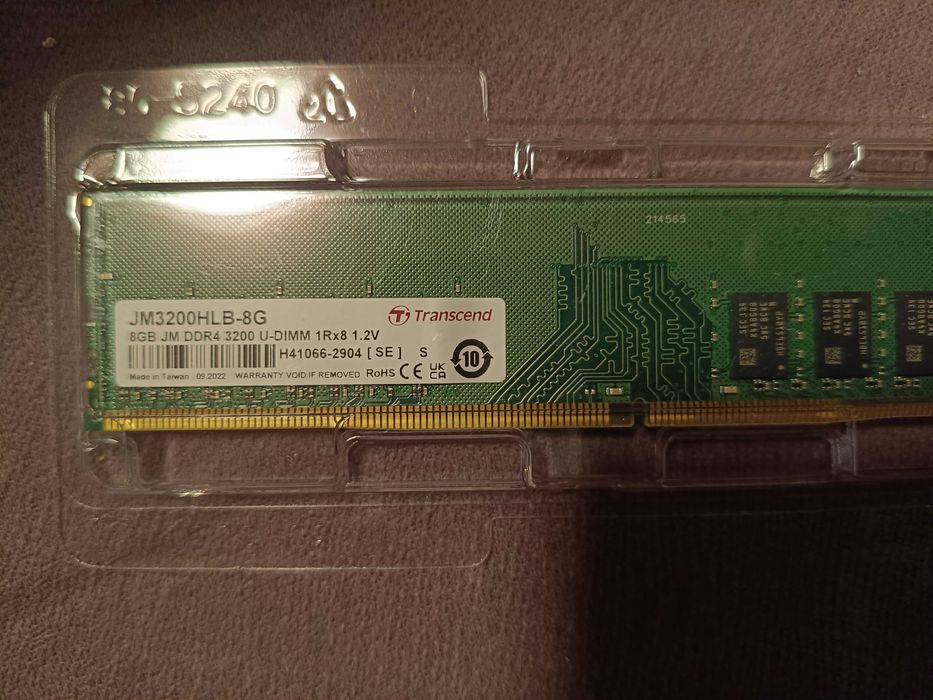 214565
JM3200HLB-8G
Transcend
8GB JM DDR4 3200 U-DIMM 1Rx8 1.2V
H41066-2904 [ SE ] S
10
Made in Taiwan 09.2022 WARRANTY VOID IF REMOVED RoHS CE UK CA